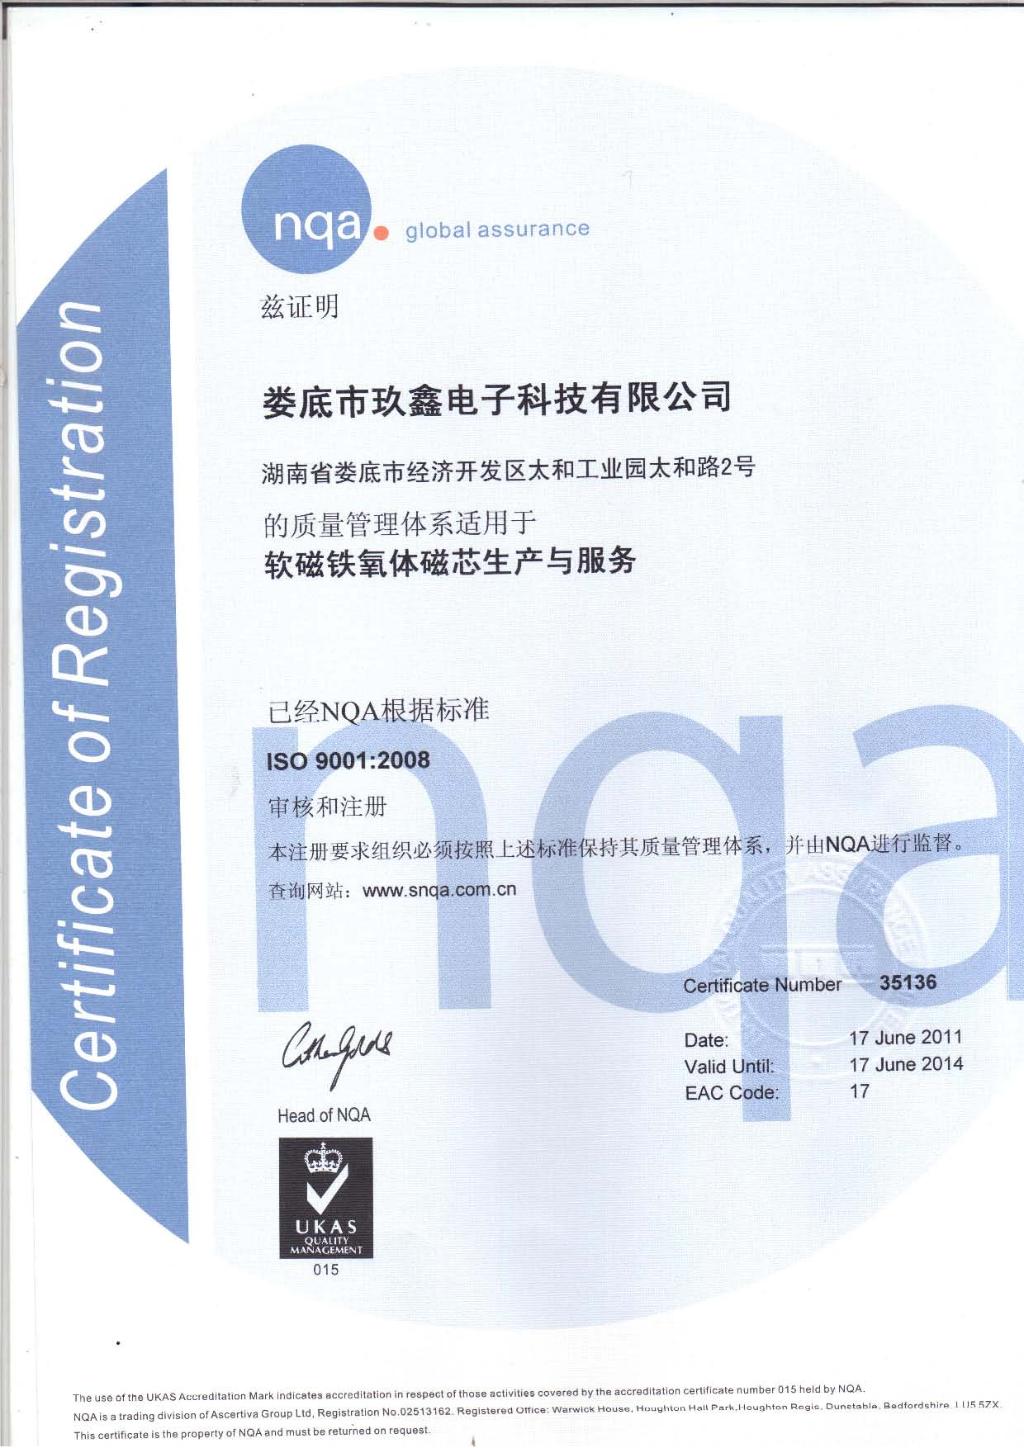 Certificate of Registration
nqa.
global assurance
兹证明
娄底市玖鑫电子科技有限公司
湖南省娄底市经济开发区太和工业园太和路2号
的质量管理体系适用于
软磁铁氧体磁芯生产与服务
已经NQA根据标准
ISO 9001:2008
审核和注册
本注册要求组织必须按照上述标准保持其质量管理体系，并由NQA进行监督。
查询网站：www.snqa.com.cn
nqa
Certificate Number 35136
Date: 17 June 2011
Valid Until: 17 June 2014
EAC Code: 17
Head of NQA
UKAS
QUALITY
MANAGEMENT
015
The use of the UKAS Accreditation Mark indicates accreditation in respect of those activities covered by the accreditation certificate number 015 held by NQA.
NQA is a trading division of Ascertiva Group Ltd, Registration No.02513162. Registered Office: Warwick House, Houghton Hall Park,Houghton Regis, Dunstable, Bedfordshire, LU5 5ZX.
This certificate is the property of NQA and must be returned on request.